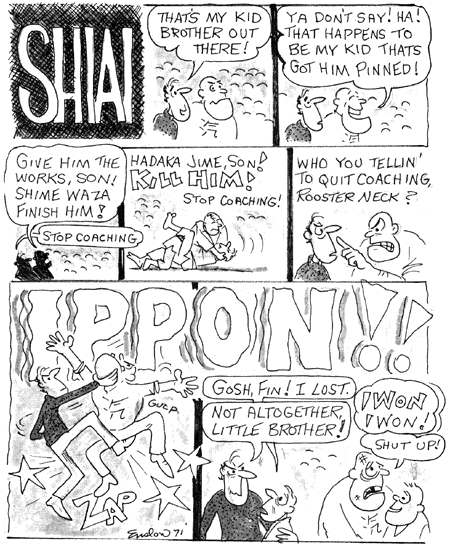 SHIAI
THAT'S MY KID
BROTHER OUT
THERE!
YA DON'T SAY! HA!
THAT HAPPENS TO
BE MY KID THATS
GOT HIM PINNED!
GIVE HIM THE
WORKS, SON!
SHIME WAZA
FINISH HIM!
STOP COACHING
HADAKA JIME, SON!
KILL HIM!
STOP COACHING!
WHO YOU TELLIN'
TO QUIT COACHING,
ROOSTER NECK?
IPPON!!
GULP
ZAP
Endow 71
GOSH, FIN! I LOST.
NOT ALTOGETHER,
LITTLE BROTHER!
I WON
I WON!
SHUT UP!